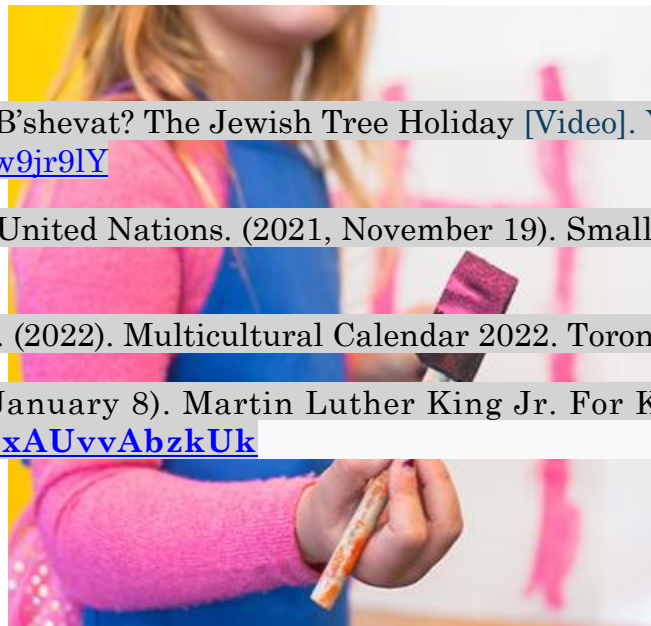 B’shevat? The Jewish Tree Holiday [Video].
w9jr9lY
United Nations. (2021, November 19). Small
. (2022). Multicultural Calendar 2022. Toron
January 8). Martin Luther King Jr. For K
xAUvvAbzkUk